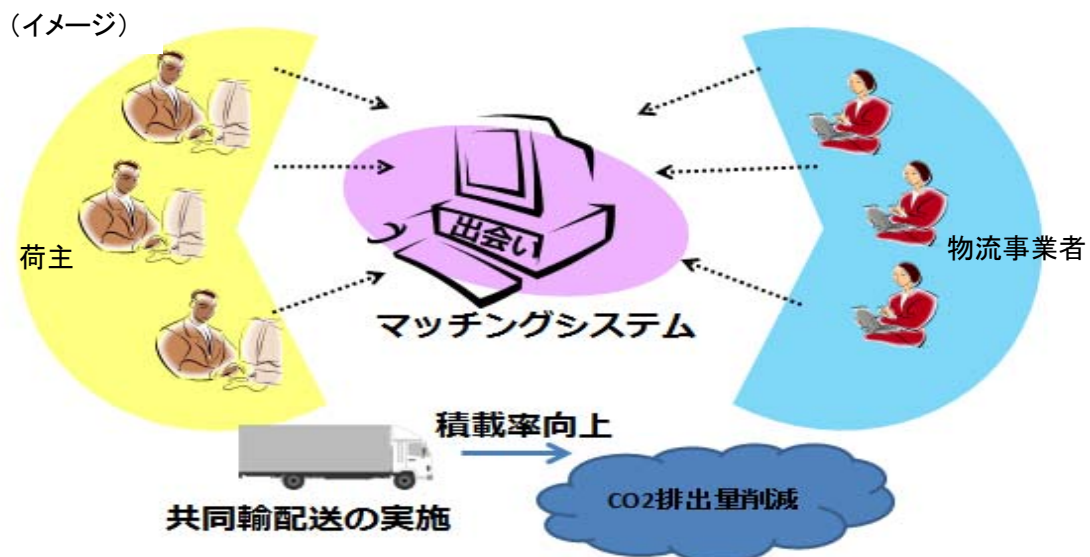 （イメージ）
出会い
荷主
物流事業者
マッチングシステム
積載率向上
CO2排出量削減
共同輸配送の実施